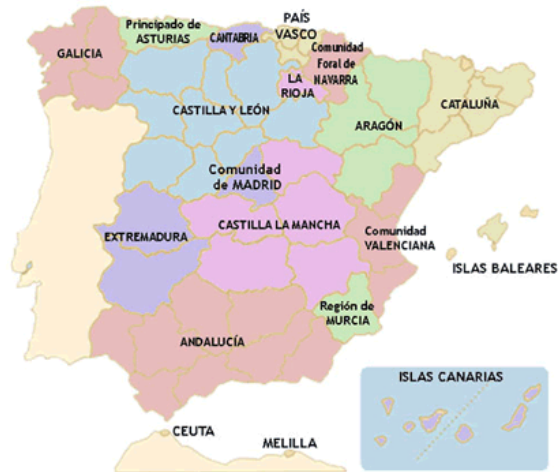 PAÍS
VASCO
Principado de
ASTURIAS
CANTABRIA
GALICIA
Comunidad
Foral de
NAVARRA
LA
RIOJA
CATALUÑA
CASTILLA Y LEÓN
ARAGÓN
Comunidad
de MADRID
EXTREMADURA
CASTILLA LA MANCHA
Comunidad
VALENCIANA
ISLAS BALEARES
Región de
MURCIA
ANDALUCÍA
ISLAS CANARIAS
CEUTA
MELILLA